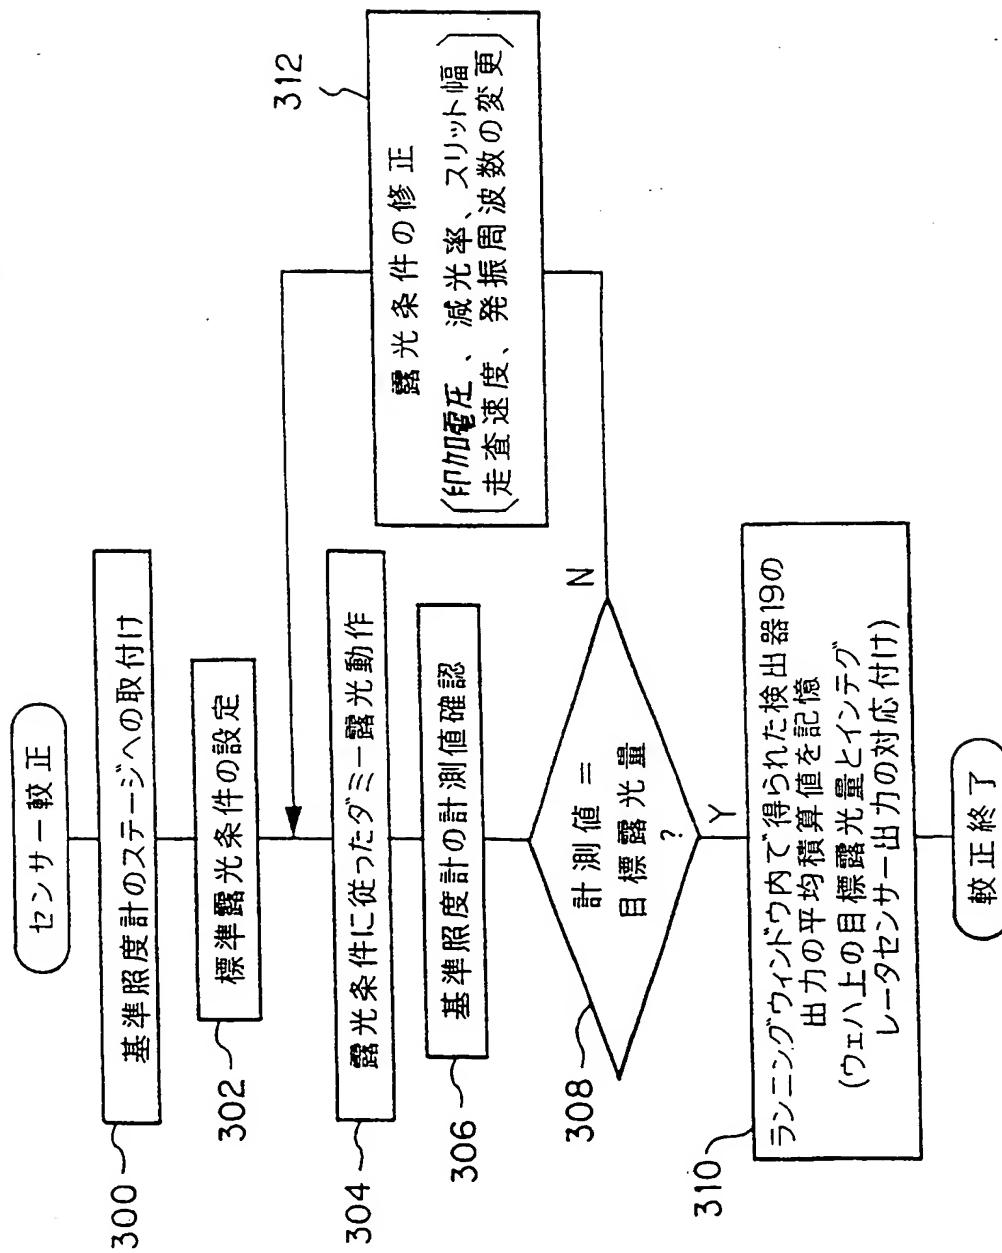 センサー較正
300
基準照度計のステージへの取付け
302
標準露光条件の設定
304
露光条件に従ったダミー露光動作
306
基準照度計の計測値確認
308
計測値 =
目標露光量
?
N
Y
312
露光条件の修正
(印加電圧、減光率、スリット幅
走査速度、発振周波数の変更)
310
ランニングウィンドウ内で得られた検出器19の
出力の平均積算値を記憶
(ウェハ上の目標露光量とインテグ
レータセンサー出力の対応付け)
較正終了